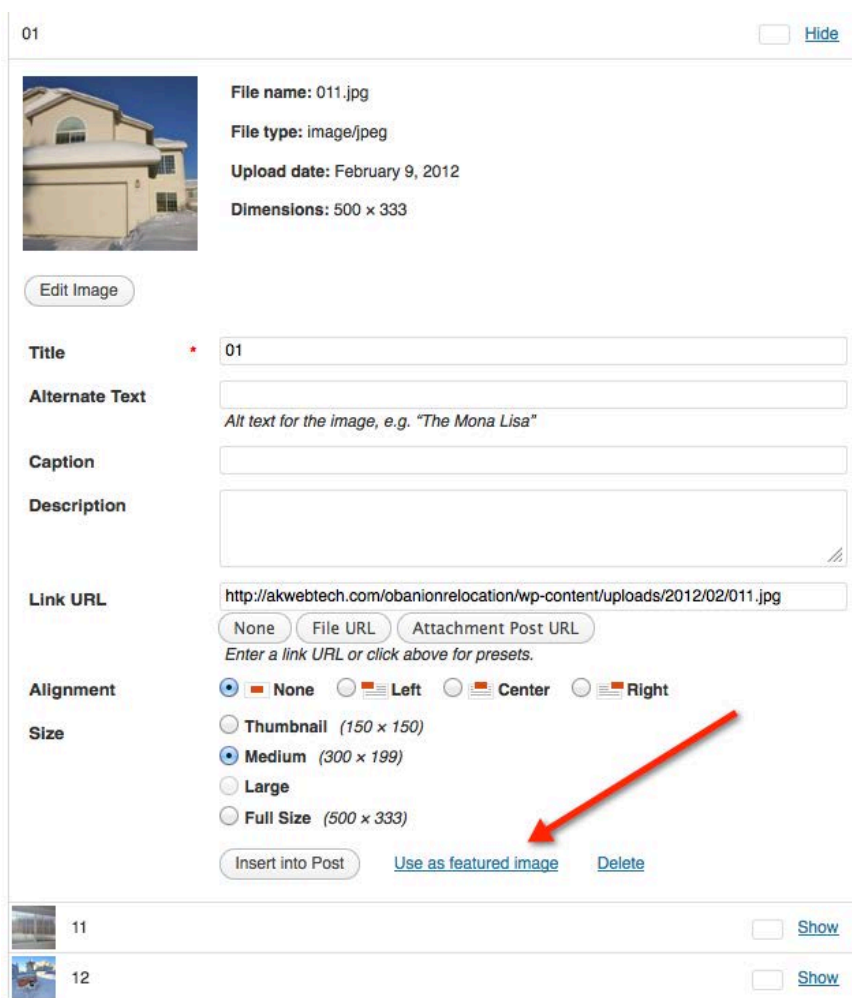 01 Hide
File name: 011.jpg
File type: image/jpeg
Upload date: February 9, 2012
Dimensions: 500 × 333
Edit Image
Title * 01
Alternate Text
Alt text for the image, e.g. “The Mona Lisa”
Caption
Description
Link URL http://akwebtech.com/obanionrelocation/wp-content/uploads/2012/02/011.jpg
None File URL Attachment Post URL
Enter a link URL or click above for presets.
Alignment None Left Center Right
Size Thumbnail (150 × 150)
Medium (300 × 199)
Large
Full Size (500 × 333)
Insert into Post Use as featured image Delete
11 Show
12 Show